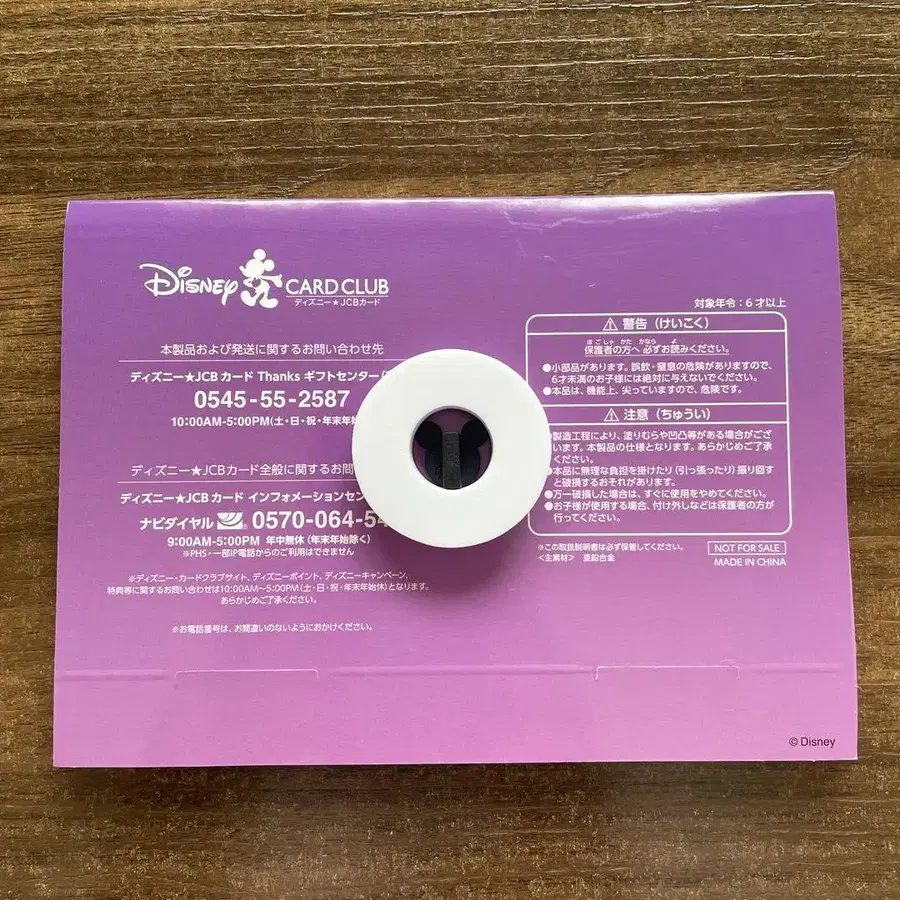 Disney CARD CLUB
ディズニー★JCBカード
本製品および発送に関するお問い合わせ先
ディズニー★JCB カード Thanks ギフトセンター
0545-55-2587
10:00AM-5:00PM(土・日・祝・年末年始
ディズニー★JCBカード全般に関するお問
ディズニー★JCB カード インフォメーションセン
ナビダイヤル 0570-064-54
9:00AM-5:00PM 年中無休 (年末年始除く)
※PHS・一部IP電話からのご利用はできません
※ディズニー・カードクラブサイト、ディズニーポイント、ディズニーキャンペーン、
特典等に関するお問い合わせは10:00AM～5:00PM(土・日・祝・年末年始休)となります。
あらかじめご了承ください。
※お電話番号は、お間違いのないようにおかけください。
対象年令：6才以上
警告（けいこく）
ほごしゃ かた かなら よ
保護者の方へ 必ずお読みください。
●小部品があります。誤飲・窒息の危険がありますので、
6才未満のお子様には絶対に与えないでください。
●本品は、機能上、尖っていますので、危険です。
注意（ちゅうい）
製造工程により、塗りむらや凹凸等がある場合がござ
います。本製品の仕様となります。あらかじめご了承
ください。
●本品に無理な負担を掛けたり（引っ張ったり）振り回す
と破損するおそれがあります。
●万一破損した場合は、すぐに使用をやめてください。
●お子様が使用する場合、付け外しなどは保護者の方が
行ってください。
※この取扱説明書は必ず保管してください。
＜主素材＞ 亜鉛合金
NOT FOR SALE
MADE IN CHINA
© Disney